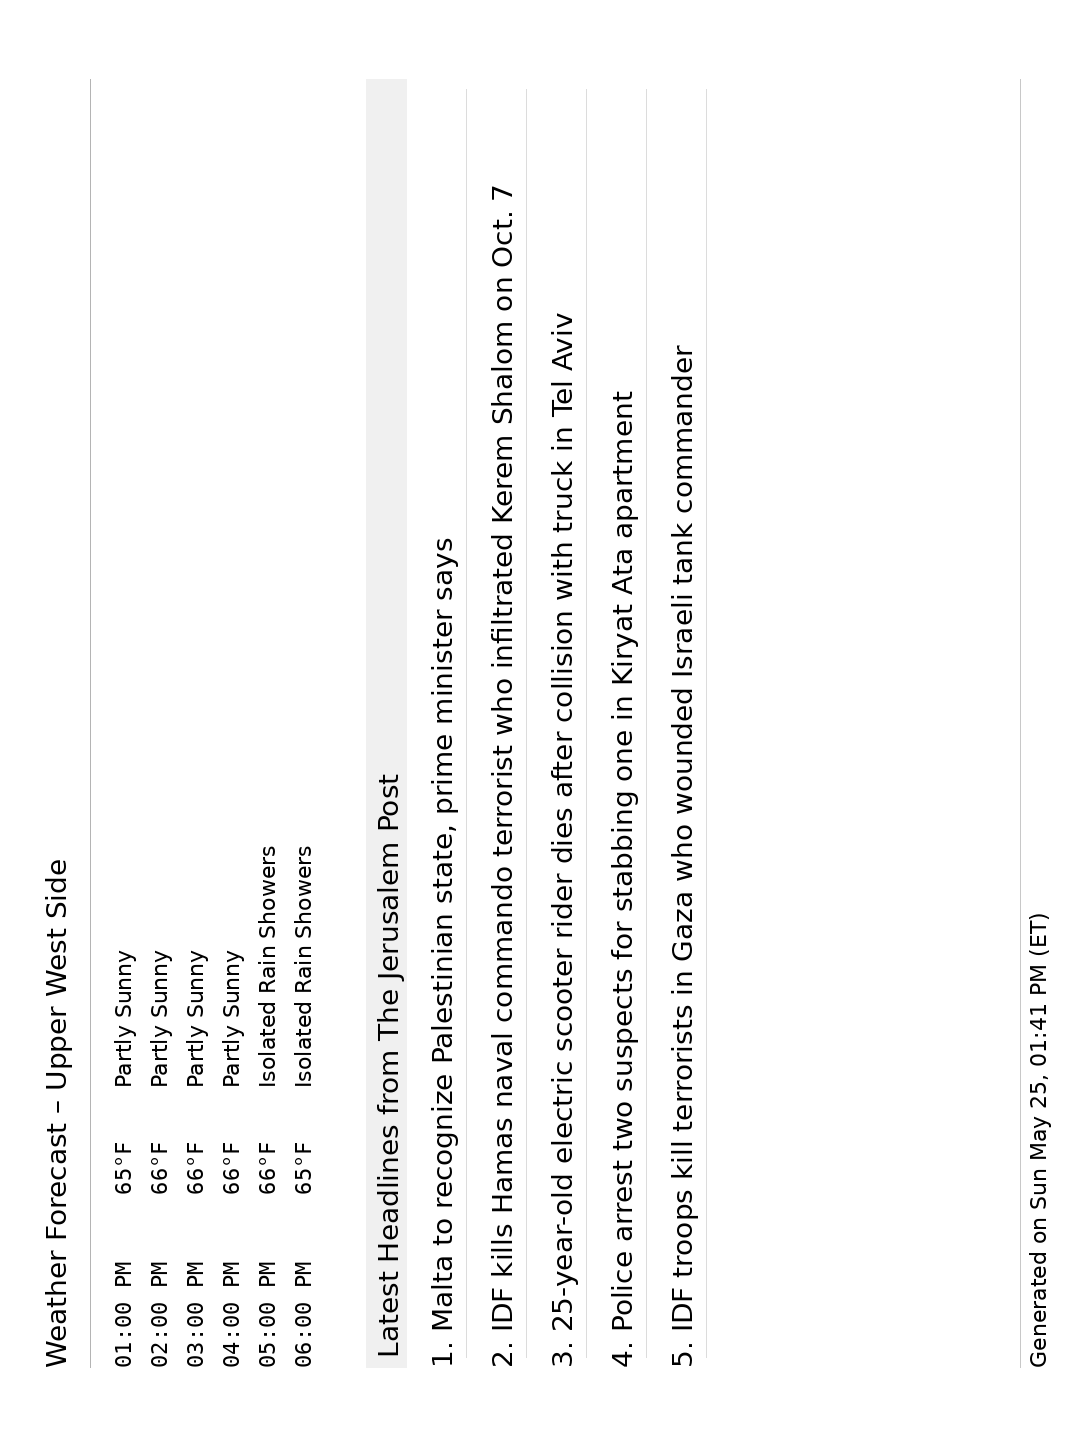 Weather Forecast – Upper West Side
01:00 PM 65°F Partly Sunny
02:00 PM 66°F Partly Sunny
03:00 PM 66°F Partly Sunny
04:00 PM 66°F Partly Sunny
05:00 PM 66°F Isolated Rain Showers
06:00 PM 65°F Isolated Rain Showers
Latest Headlines from The Jerusalem Post
1. Malta to recognize Palestinian state, prime minister says
2. IDF kills Hamas naval commando terrorist who infiltrated Kerem Shalom on Oct. 7
3. 25-year-old electric scooter rider dies after collision with truck in Tel Aviv
4. Police arrest two suspects for stabbing one in Kiryat Ata apartment
5. IDF troops kill terrorists in Gaza who wounded Israeli tank commander
Generated on Sun May 25, 01:41 PM (ET)